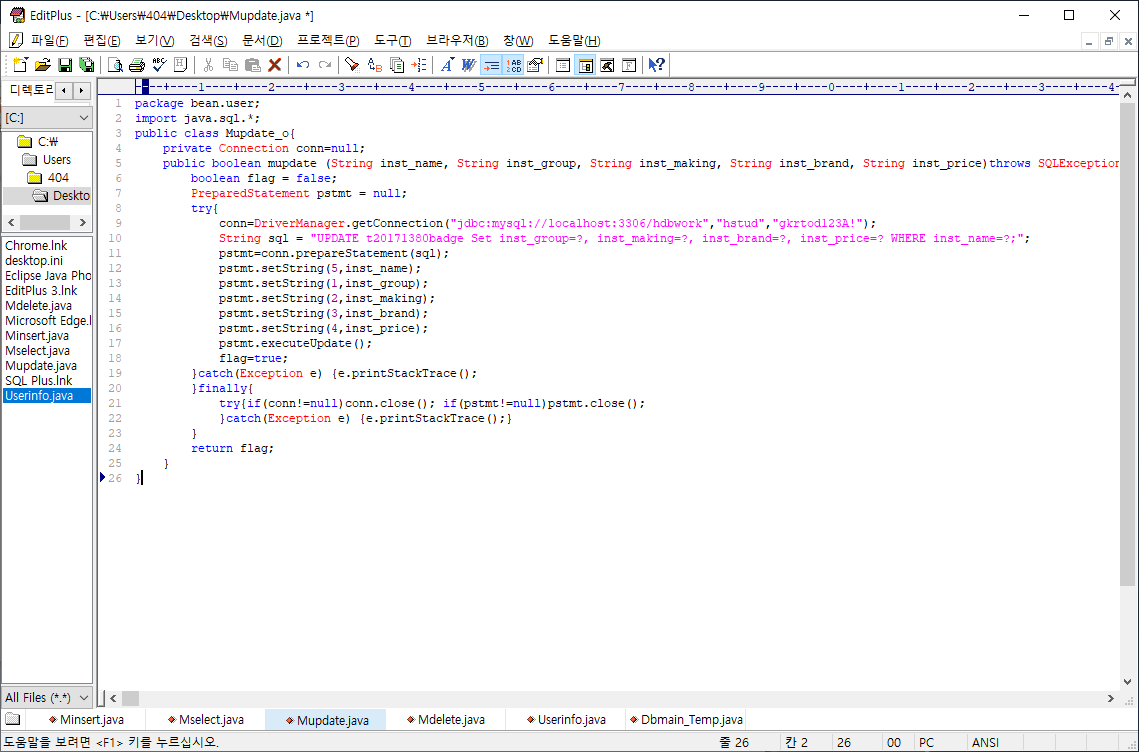 EditPlus - [C:₩Users₩404₩Desktop₩Mupdate.java *]
파일(F) 편집(E) 보기(V) 검색(S) 문서(D) 프로젝트(P) 도구(T) 브라우저(B) 창(W) 도움말(H)
디렉토리
[C:]
C:₩
Users
404
Deskto
Chrome.lnk
desktop.ini
Eclipse Java Pho
EditPlus 3.lnk
Mdelete.java
Microsoft Edge.l
Minsert.java
Mselect.java
Mupdate.java
SQL Plus.lnk
Userinfo.java
All Files (*.*)
----+----1----+----2----+----3----+----4----+----5----+----6----+----7----+----8----+----9----+----0----+----1----+----2----+----3----+----4-
1 package bean.user;
2 import java.sql.*;
3 public class Mupdate_o{
4     private Connection conn=null;
5     public boolean mupdate (String inst_name, String inst_group, String inst_making, String inst_brand, String inst_price)throws SQLException
6         boolean flag = false;
7         PreparedStatement pstmt = null;
8         try{
9             conn=DriverManager.getConnection("jdbc:mysql://localhost:3306/hdbwork","hstud","gkrtodl23A!");
10             String sql = "UPDATE t20171380badge Set inst_group=?, inst_making=?, inst_brand=?, inst_price=? WHERE inst_name=?;";
11             pstmt=conn.prepareStatement(sql);
12             pstmt.setString(5,inst_name);
13             pstmt.setString(1,inst_group);
14             pstmt.setString(2,inst_making);
15             pstmt.setString(3,inst_brand);
16             pstmt.setString(4,inst_price);
17             pstmt.executeUpdate();
18             flag=true;
19         }catch(Exception e) {e.printStackTrace();
20         }finally{
21             try{if(conn!=null)conn.close(); if(pstmt!=null)pstmt.close();
22             }catch(Exception e) {e.printStackTrace();}
23         }
24         return flag;
25     }
26 }
Minsert.java Mselect.java Mupdate.java Mdelete.java Userinfo.java Dbmain_Temp.java
도움말을 보려면 <F1> 키를 누르십시오. 줄 26 칸 2 26 00 PC ANSI